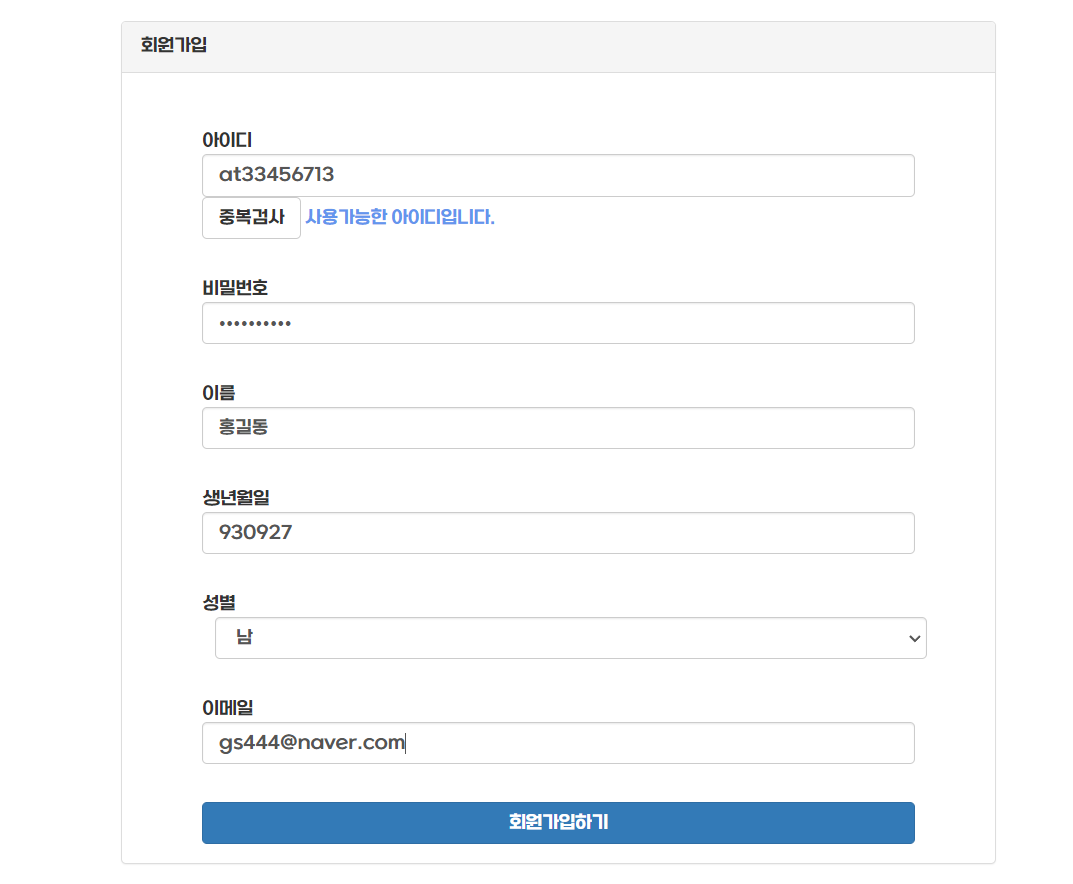 회원가입
아이디
at33456713
중복검사 사용가능한 아이디입니다.
비밀번호
••••••••••
이름
홍길동
생년월일
930927
성별
남
이메일
gs444@naver.com
회원가입하기